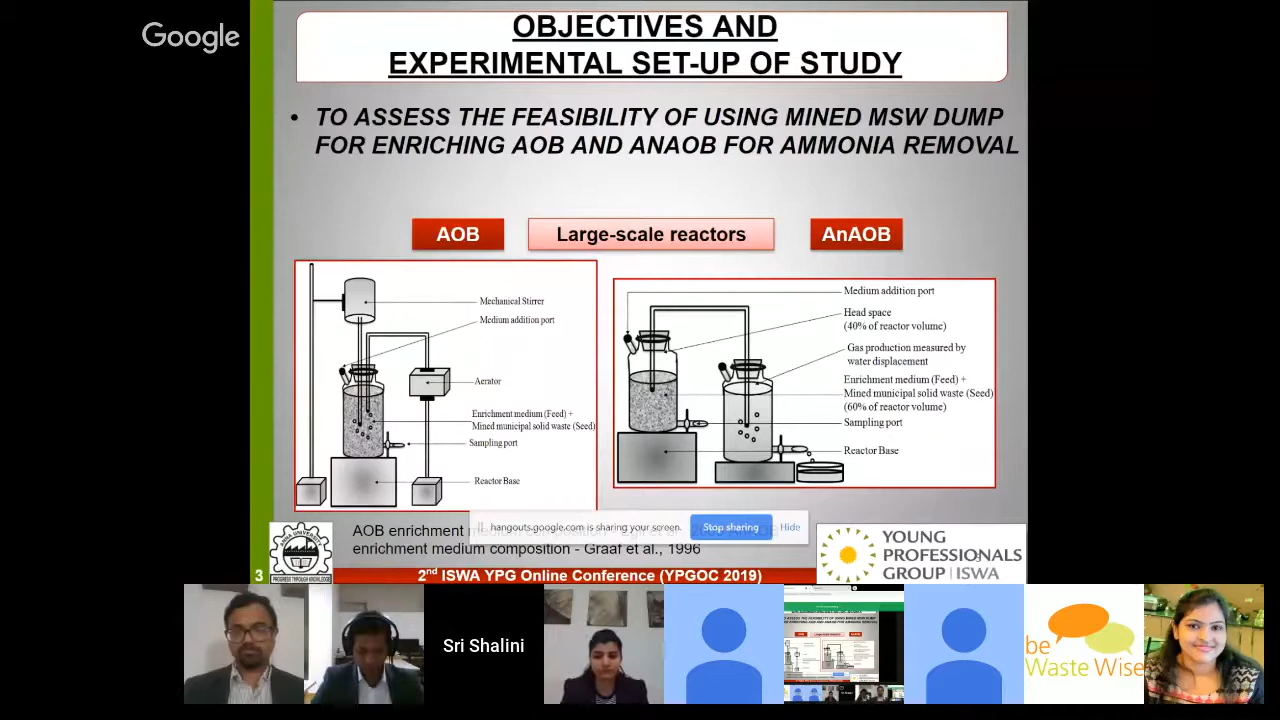 Google
OBJECTIVES AND
EXPERIMENTAL SET-UP OF STUDY
• TO ASSESS THE FEASIBILITY OF USING MINED MSW DUMP
FOR ENRICHING AOB AND ANAOB FOR AMMONIA REMOVAL
AOB
Large-scale reactors
AnAOB
Mechanical Stirrer
Medium addition port
Aerator
Enrichment medium (Feed) +
Mined municipal solid waste (Seed)
Sampling port
Reactor Base
Medium addition port
Head space
(40% of reactor volume)
Gas production measured by
water displacement
Enrichment medium (Feed) +
Mined municipal solid waste (Seed)
(60% of reactor volume)
Sampling port
Reactor Base
hangouts.google.com is sharing your screen.
Stop sharing
Hide
AOB enrichment
enrichment medium composition - Graaf et al., 1996
PROGRESS THROUGH KNOWLEDGE
YOUNG
PROFESSIONALS
GROUP | ISWA
3
2nd ISWA YPG Online Conference (YPGOC 2019)
Sri Shalini
be
Waste Wise